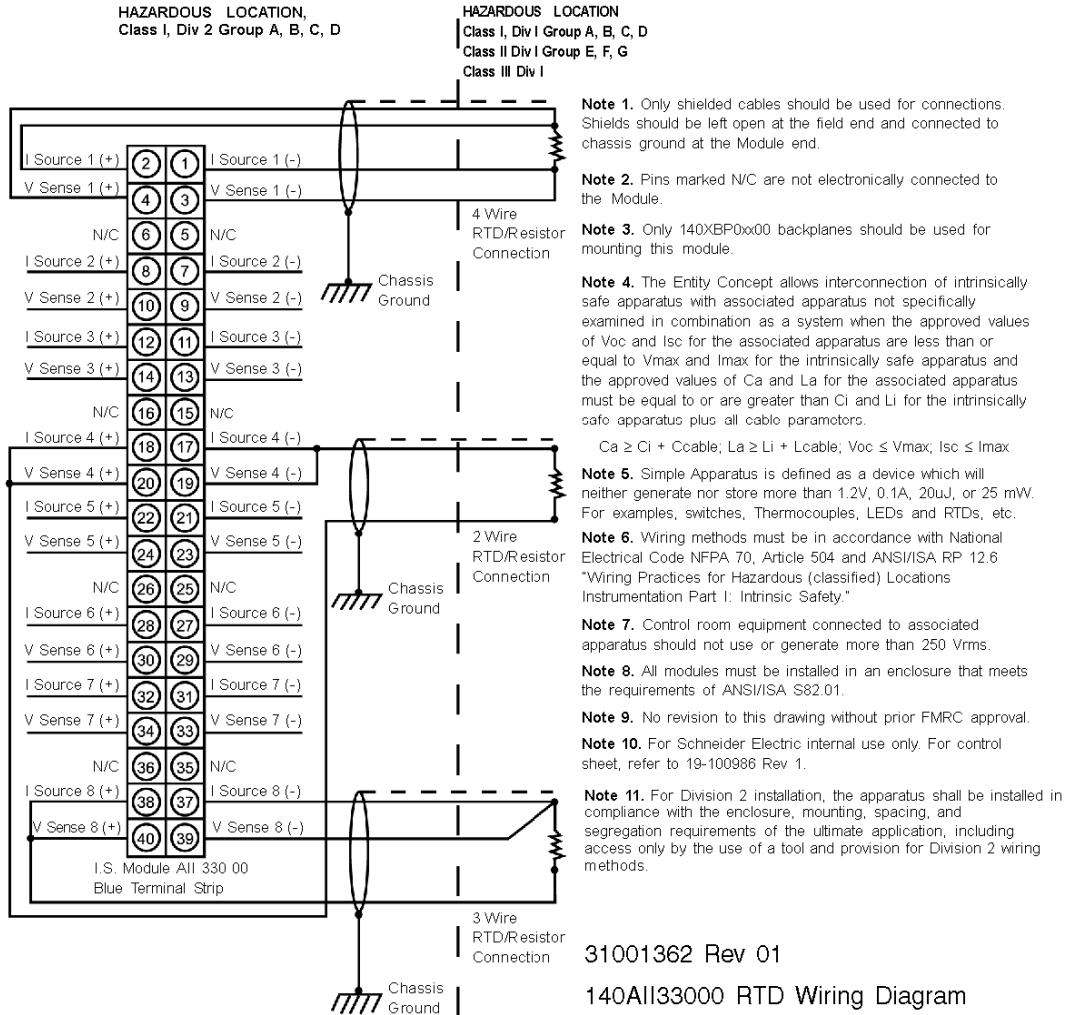 HAZARDOUS LOCATION,
Class I, Div 2 Group A, B, C, D
HAZARDOUS LOCATION
Class I, Div I Group A, B, C, D
Class II Div I Group E, F, G
Class III Div I
I Source 1 (+) 2 1 I Source 1 (-)
V Sense 1 (+) 4 3 V Sense 1 (-)
N/C 6 5 N/C
I Source 2 (+) 8 7 I Source 2 (-)
V Sense 2 (+) 10 9 V Sense 2 (-)
I Source 3 (+) 12 11 I Source 3 (-)
V Sense 3 (+) 14 13 V Sense 3 (-)
N/C 16 15 N/C
I Source 4 (+) 18 17 I Source 4 (-)
V Sense 4 (+) 20 19 V Sense 4 (-)
I Source 5 (+) 22 21 I Source 5 (-)
V Sense 5 (+) 24 23 V Sense 5 (-)
N/C 26 25 N/C
I Source 6 (+) 28 27 I Source 6 (-)
V Sense 6 (+) 30 29 V Sense 6 (-)
I Source 7 (+) 32 31 I Source 7 (-)
V Sense 7 (+) 34 33 V Sense 7 (-)
N/C 36 35 N/C
I Source 8 (+) 38 37 I Source 8 (-)
V Sense 8 (+) 40 39 V Sense 8 (-)
I.S. Module AII 330 00
Blue Terminal Strip
4 Wire
RTD/Resistor
Connection
Chassis
Ground
2 Wire
RTD/Resistor
Connection
Chassis
Ground
3 Wire
RTD/Resistor
Connection
Chassis
Ground
Note 1. Only shielded cables should be used for connections.
Shields should be left open at the field end and connected to
chassis ground at the Module end.
Note 2. Pins marked N/C are not electronically connected to
the Module.
Note 3. Only 140XBP0xx00 backplanes should be used for
mounting this module.
Note 4. The Entity Concept allows interconnection of intrinsically
safe apparatus with associated apparatus not specifically
examined in combination as a system when the approved values
of Voc and Isc for the associated apparatus are less than or
equal to Vmax and Imax for the intrinsically safe apparatus and
the approved values of Ca and La for the associated apparatus
must be equal to or are greater than Ci and Li for the intrinsically
safe apparatus plus all cable parameters.
Ca ≥ Ci + Ccable; La ≥ Li + Lcable; Voc ≤ Vmax; Isc ≤ Imax
Note 5. Simple Apparatus is defined as a device which will
neither generate nor store more than 1.2V, 0.1A, 20uJ, or 25 mW.
For examples, switches, Thermocouples, LEDs and RTDs, etc.
Note 6. Wiring methods must be in accordance with National
Electrical Code NFPA 70, Article 504 and ANSI/ISA RP 12.6
"Wiring Practices for Hazardous (classified) Locations
Instrumentation Part I: Intrinsic Safety."
Note 7. Control room equipment connected to associated
apparatus should not use or generate more than 250 Vrms.
Note 8. All modules must be installed in an enclosure that meets
the requirements of ANSI/ISA S82.01.
Note 9. No revision to this drawing without prior FMRC approval.
Note 10. For Schneider Electric internal use only. For control
sheet, refer to 19-100986 Rev 1.
Note 11. For Division 2 installation, the apparatus shall be installed in
compliance with the enclosure, mounting, spacing, and
segregation requirements of the ultimate application, including
access only by the use of a tool and provision for Division 2 wiring
methods.
31001362 Rev 01
140AII33000 RTD Wiring Diagram